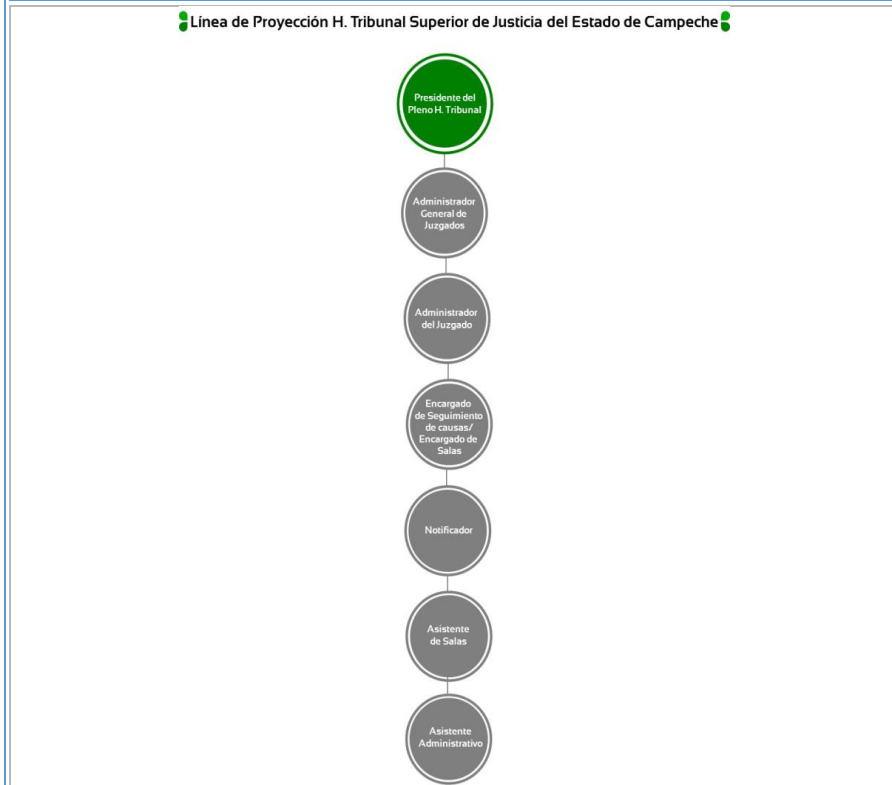 Línea de Proyección H. Tribunal Superior de Justicia del Estado de Campeche
Presidente del
Pleno H. Tribunal
Administrador
General de
Juzgados
Administrador
del Juzgado
Encargado
de Seguimiento
de causas/
Encargado de
Salas
Notificador
Asistente
de Salas
Asistente
Administrativo